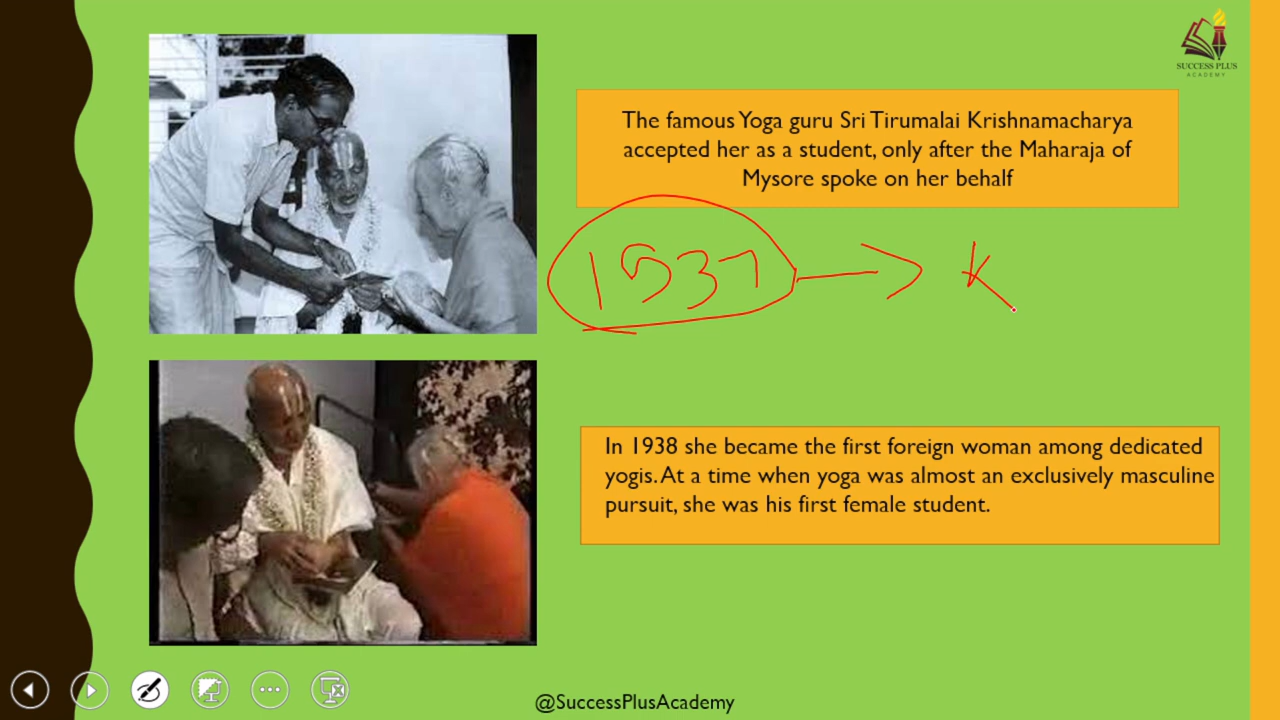 SUCCESS PLUS
ACADEMY
The famous Yoga guru Sri Tirumalai Krishnamacharya
accepted her as a student, only after the Maharaja of
Mysore spoke on her behalf
1937 → K
In 1938 she became the first foreign woman among dedicated
yogis. At a time when yoga was almost an exclusively masculine
pursuit, she was his first female student.
@SuccessPlusAcademy